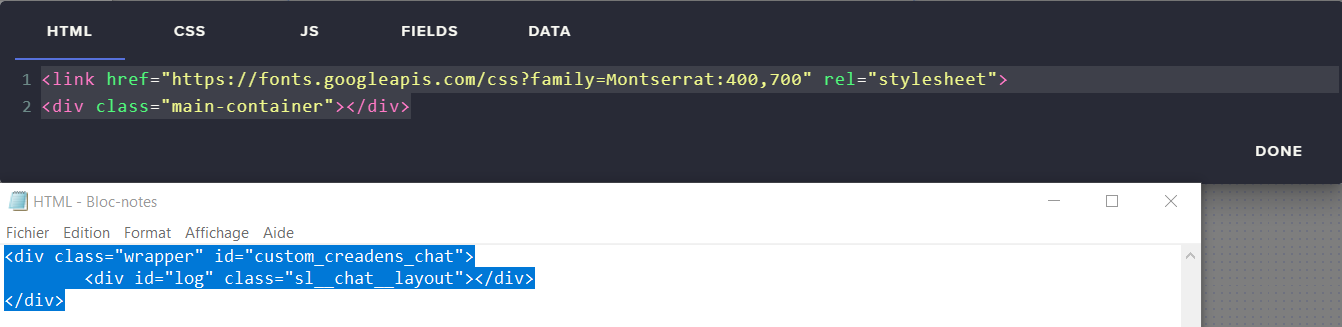 HTML CSS JS FIELDS DATA
1 <link href="https://fonts.googleapis.com/css?family=Montserrat:400,700" rel="stylesheet">
2 <div class="main-container"></div>
DONE
HTML - Bloc-notes
Fichier Edition Format Affichage Aide
<div class="wrapper" id="custom_creadens_chat">
        <div id="log" class="sl__chat__layout"></div>
</div>